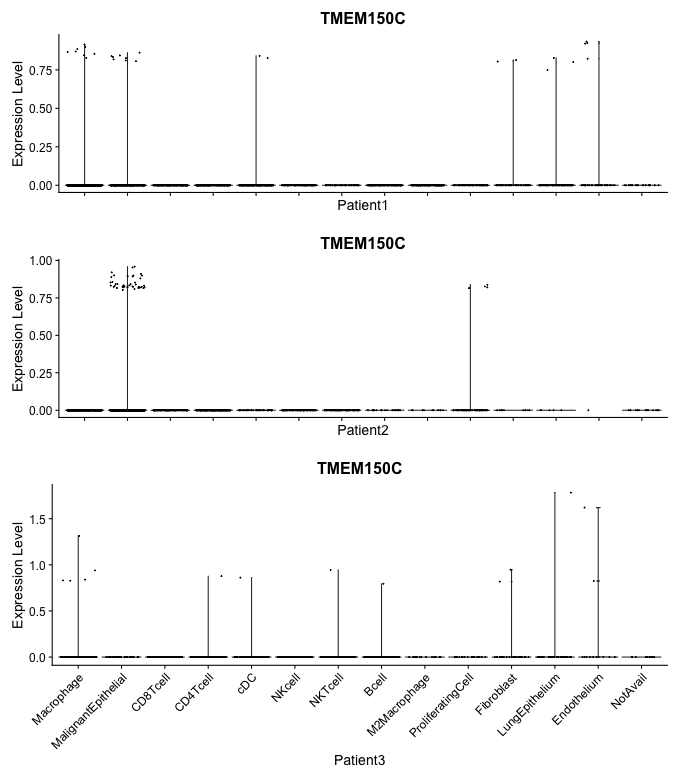 TMEM150C
Expression Level
0.75
0.50
0.25
0.00
Patient1
TMEM150C
Expression Level
1.00
0.75
0.50
0.25
0.00
Patient2
TMEM150C
Expression Level
1.5
1.0
0.5
0.0
Macrophage
MalignantEpithelial
CD8Tcell
CD4Tcell
cDC
NKcell
NKTcell
Bcell
M2Macrophage
ProliferatingCell
Fibroblast
LungEpithelium
Endothelium
NotAvail
Patient3